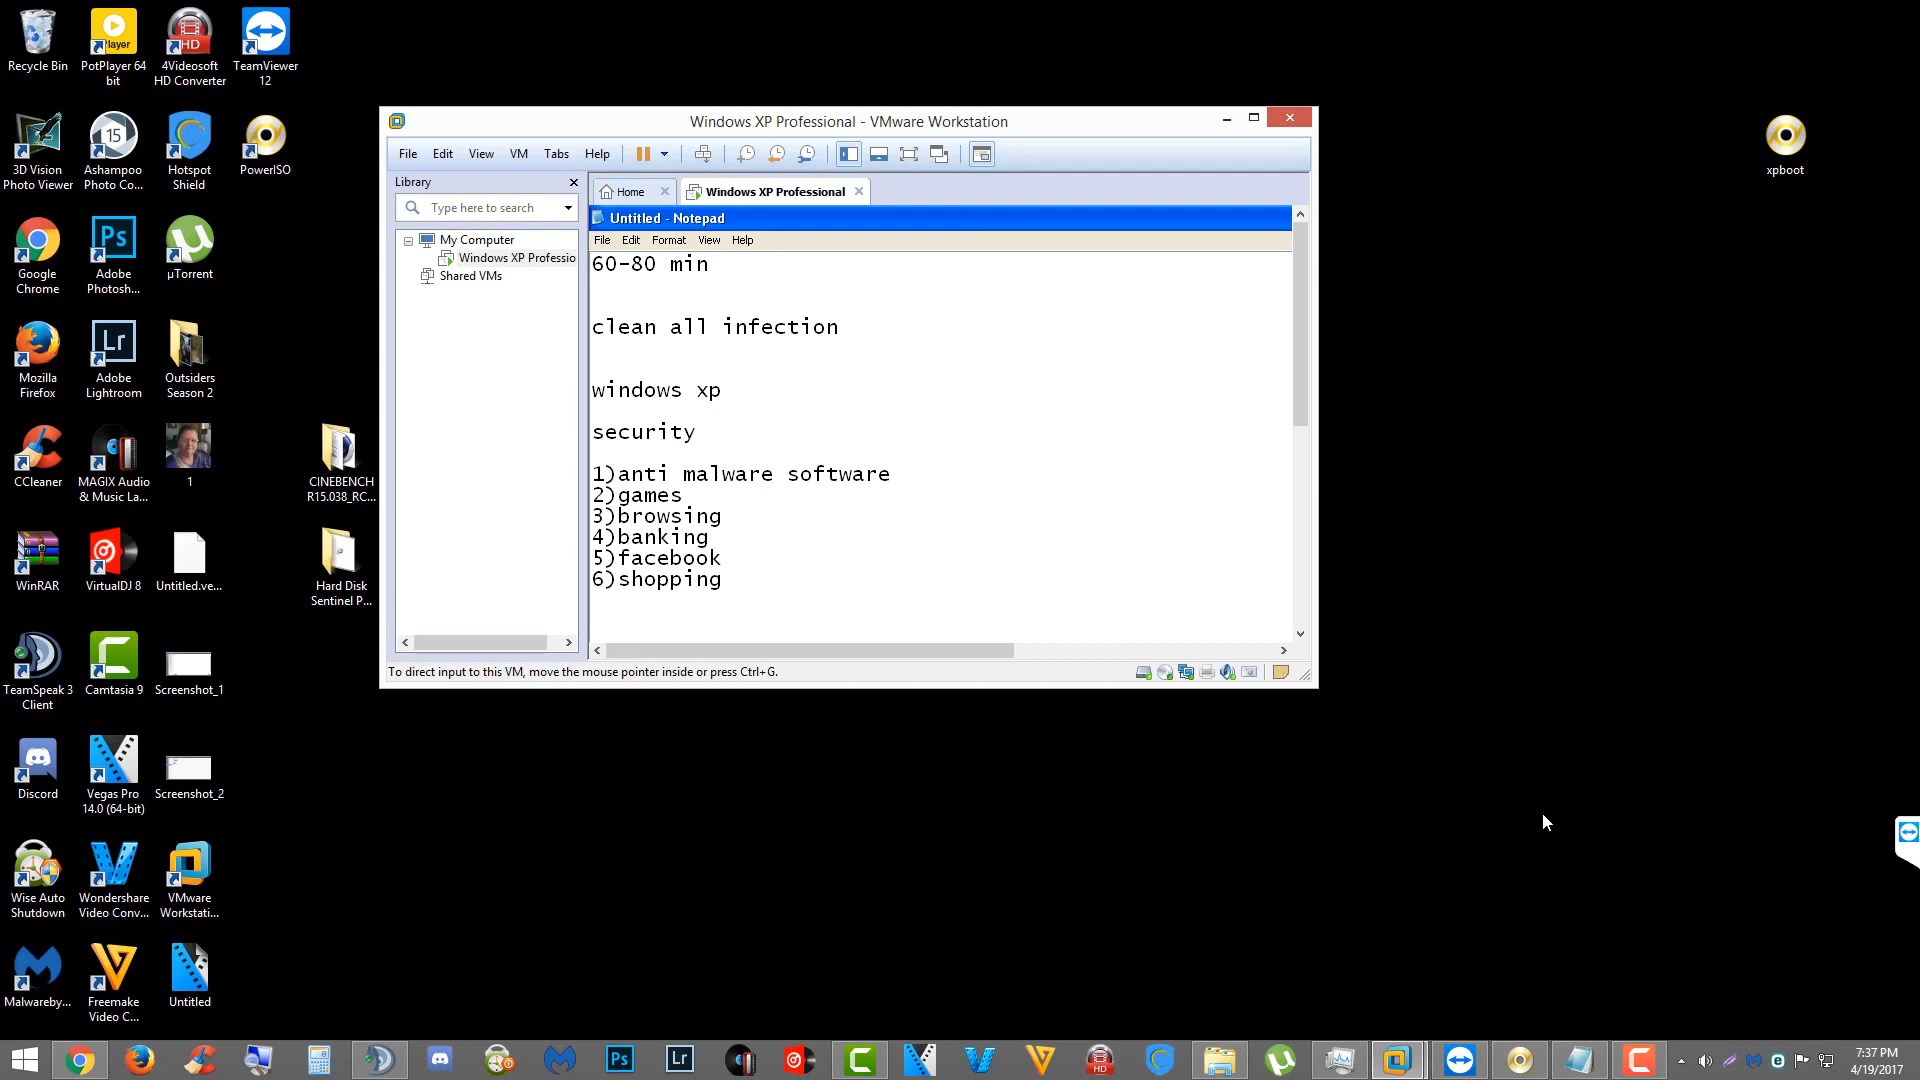 Recycle Bin
PotPlayer 64
bit
4Videosoft
HD Converter
TeamViewer
12
3D Vision
Photo Viewer
Ashampoo
Photo Co...
Hotspot
Shield
PowerISO
Google
Chrome
Adobe
Photosh...
µTorrent
Mozilla
Firefox
Adobe
Lightroom
Outsiders
Season 2
CCleaner
MAGIX Audio
& Music La...
1
CINEBENCH
R15.038_RC...
WinRAR
VirtualDJ 8
Untitled.ve...
Hard Disk
Sentinel P...
TeamSpeak 3
Client
Camtasia 9
Screenshot_1
Discord
Vegas Pro
14.0 (64-bit)
Screenshot_2
Wise Auto
Shutdown
Wondershare
Video Conv...
VMware
Workstati...
Malwareby...
Freemake
Video C...
Untitled
xpboot
Windows XP Professional - VMware Workstation
File Edit View VM Tabs Help
Library
Type here to search
My Computer
Windows XP Professio
Shared VMs
Home
Windows XP Professional
Untitled - Notepad
File Edit Format View Help
60-80 min
clean all infection
windows xp
security
1)anti malware software
2)games
3)browsing
4)banking
5)facebook
6)shopping
To direct input to this VM, move the mouse pointer inside or press Ctrl+G.
7:37 PM
4/19/2017